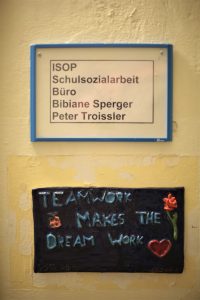 ISOP
Schulsozialarbeit
Büro
Bibiane Sperger
Peter Troissler
TEAMWORK
MAKES THE
DREAM WORK